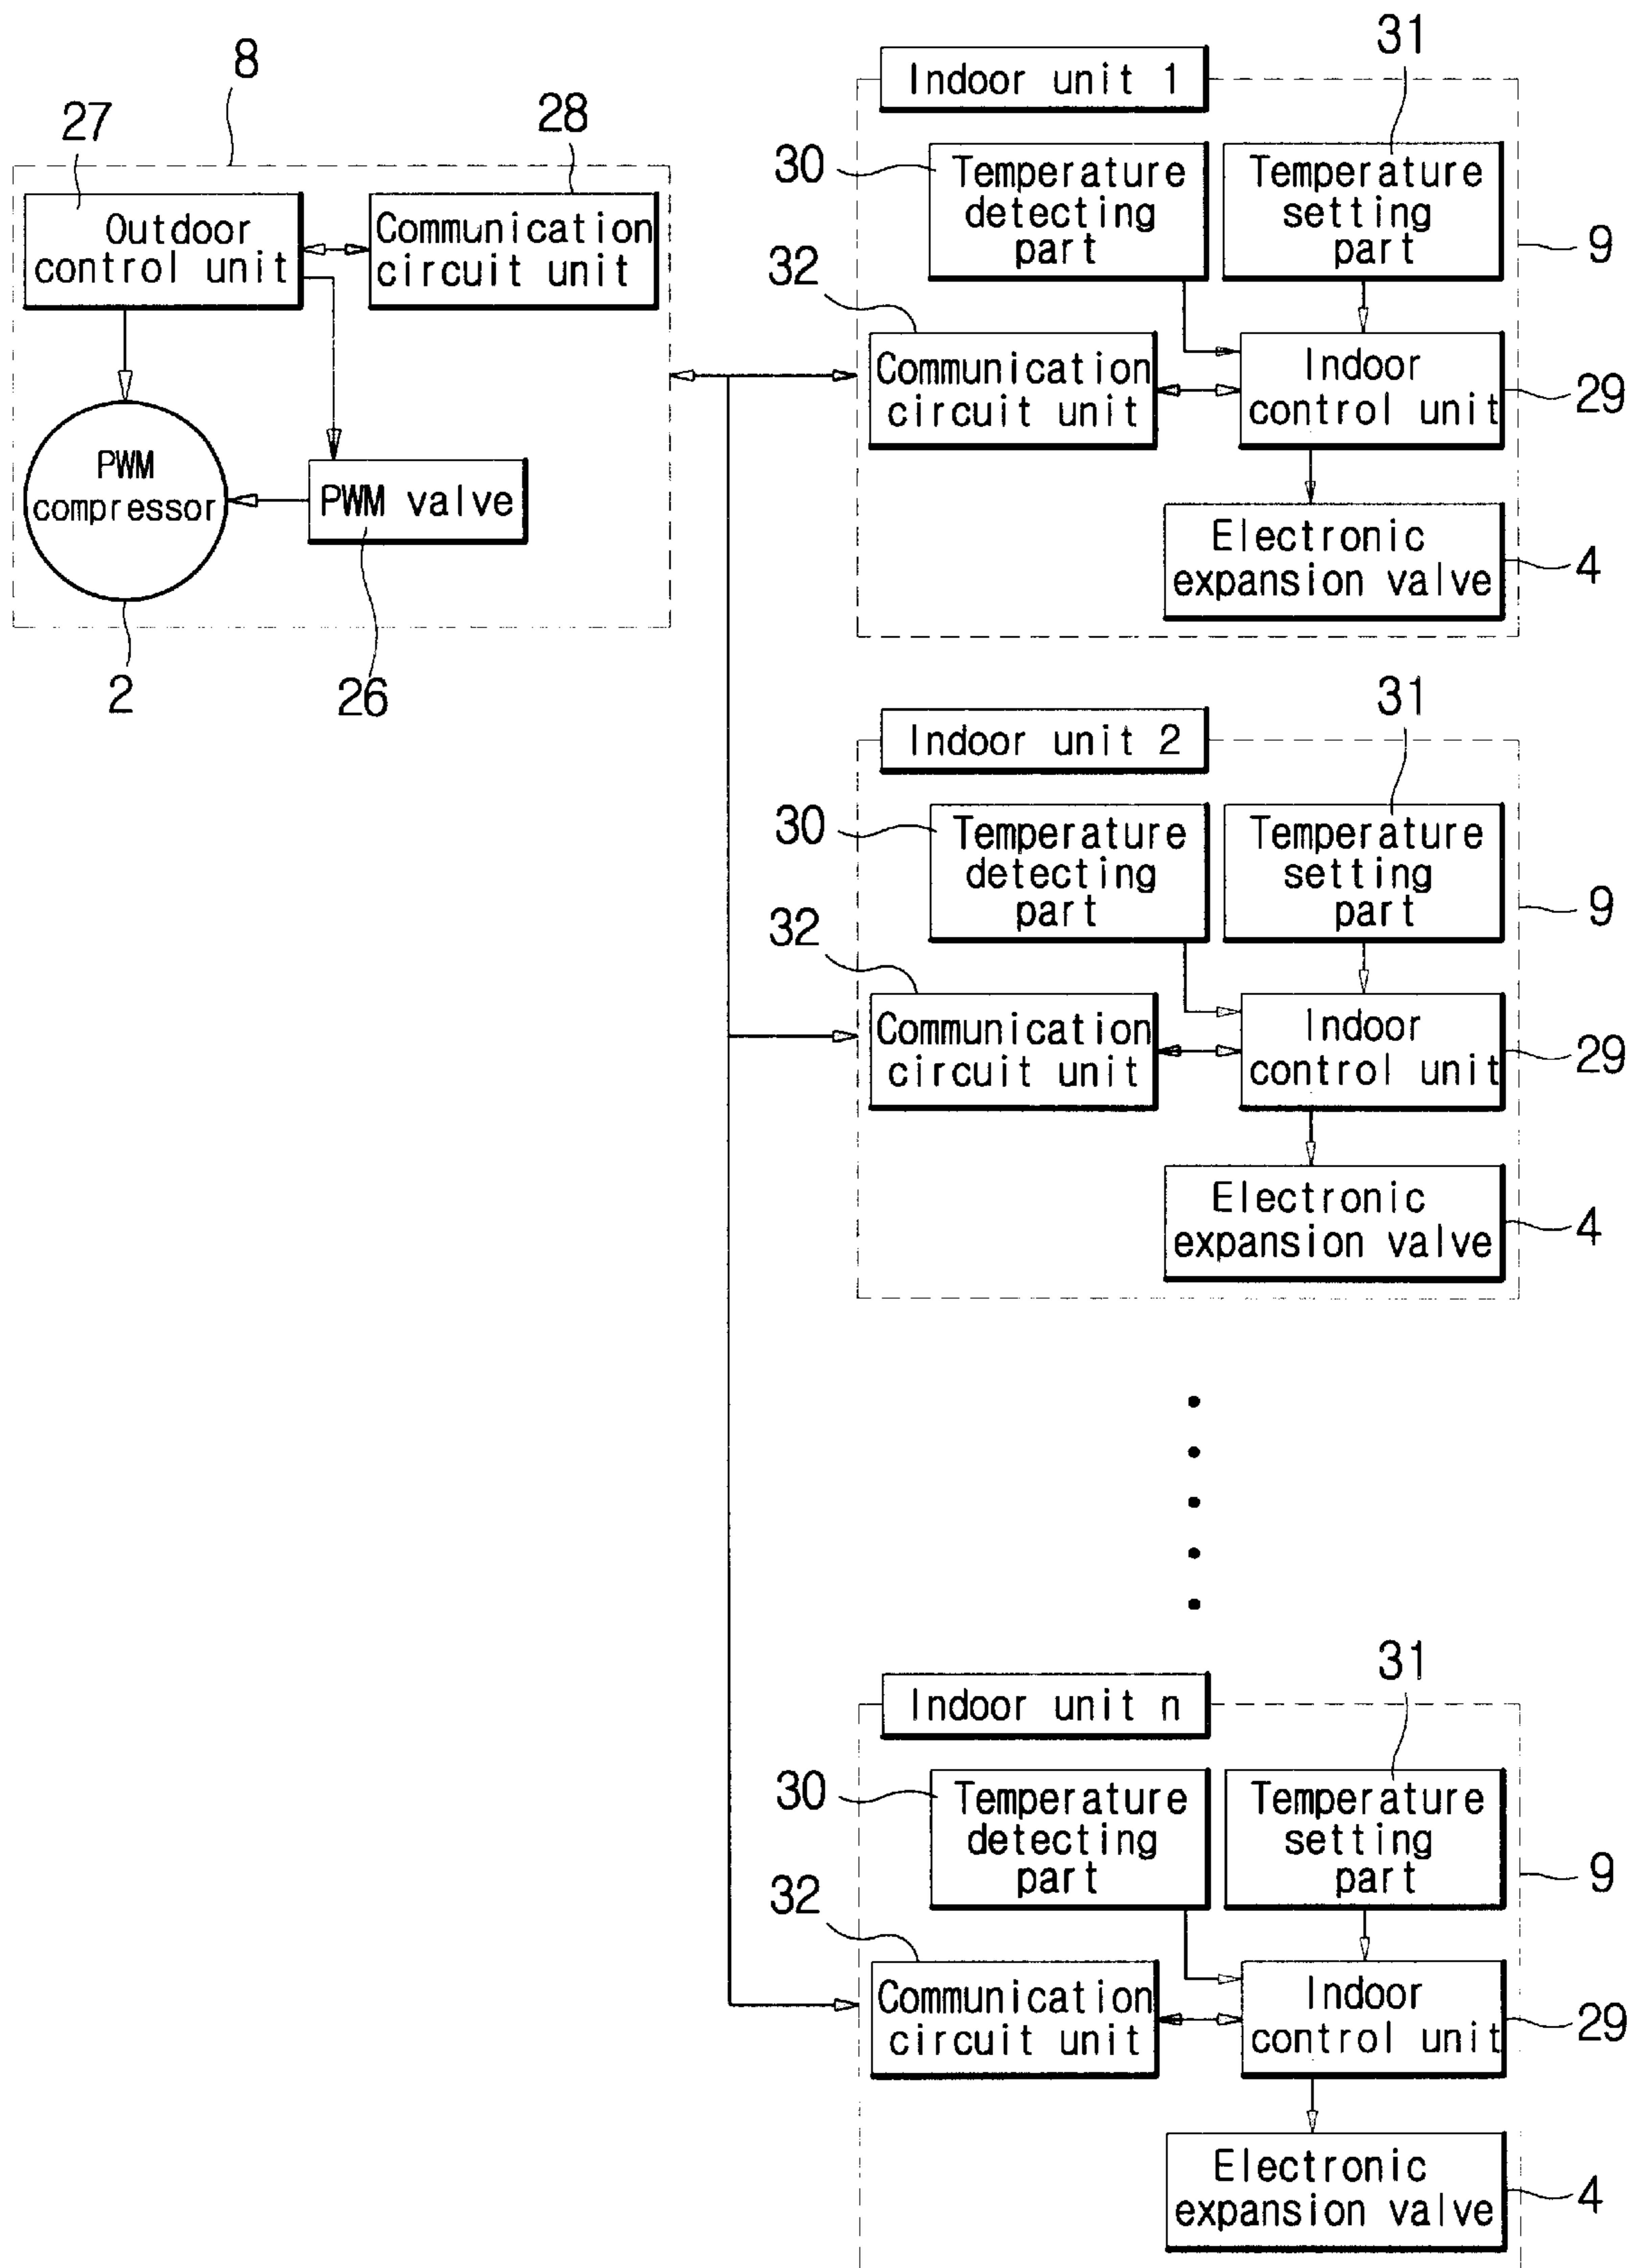 8
27
28
Outdoor
control unit
Communication
circuit unit
PWM
compressor
PWM valve
2
26
Indoor unit 1
31
30
Temperature
detecting
part
Temperature
setting
part
9
32
Communication
circuit unit
Indoor
control unit
29
Electronic
expansion valve
4
Indoor unit 2
31
30
Temperature
detecting
part
Temperature
setting
part
9
32
Communication
circuit unit
Indoor
control unit
29
Electronic
expansion valve
4
Indoor unit n
31
30
Temperature
detecting
part
Temperature
setting
part
9
32
Communication
circuit unit
Indoor
control unit
29
Electronic
expansion valve
4